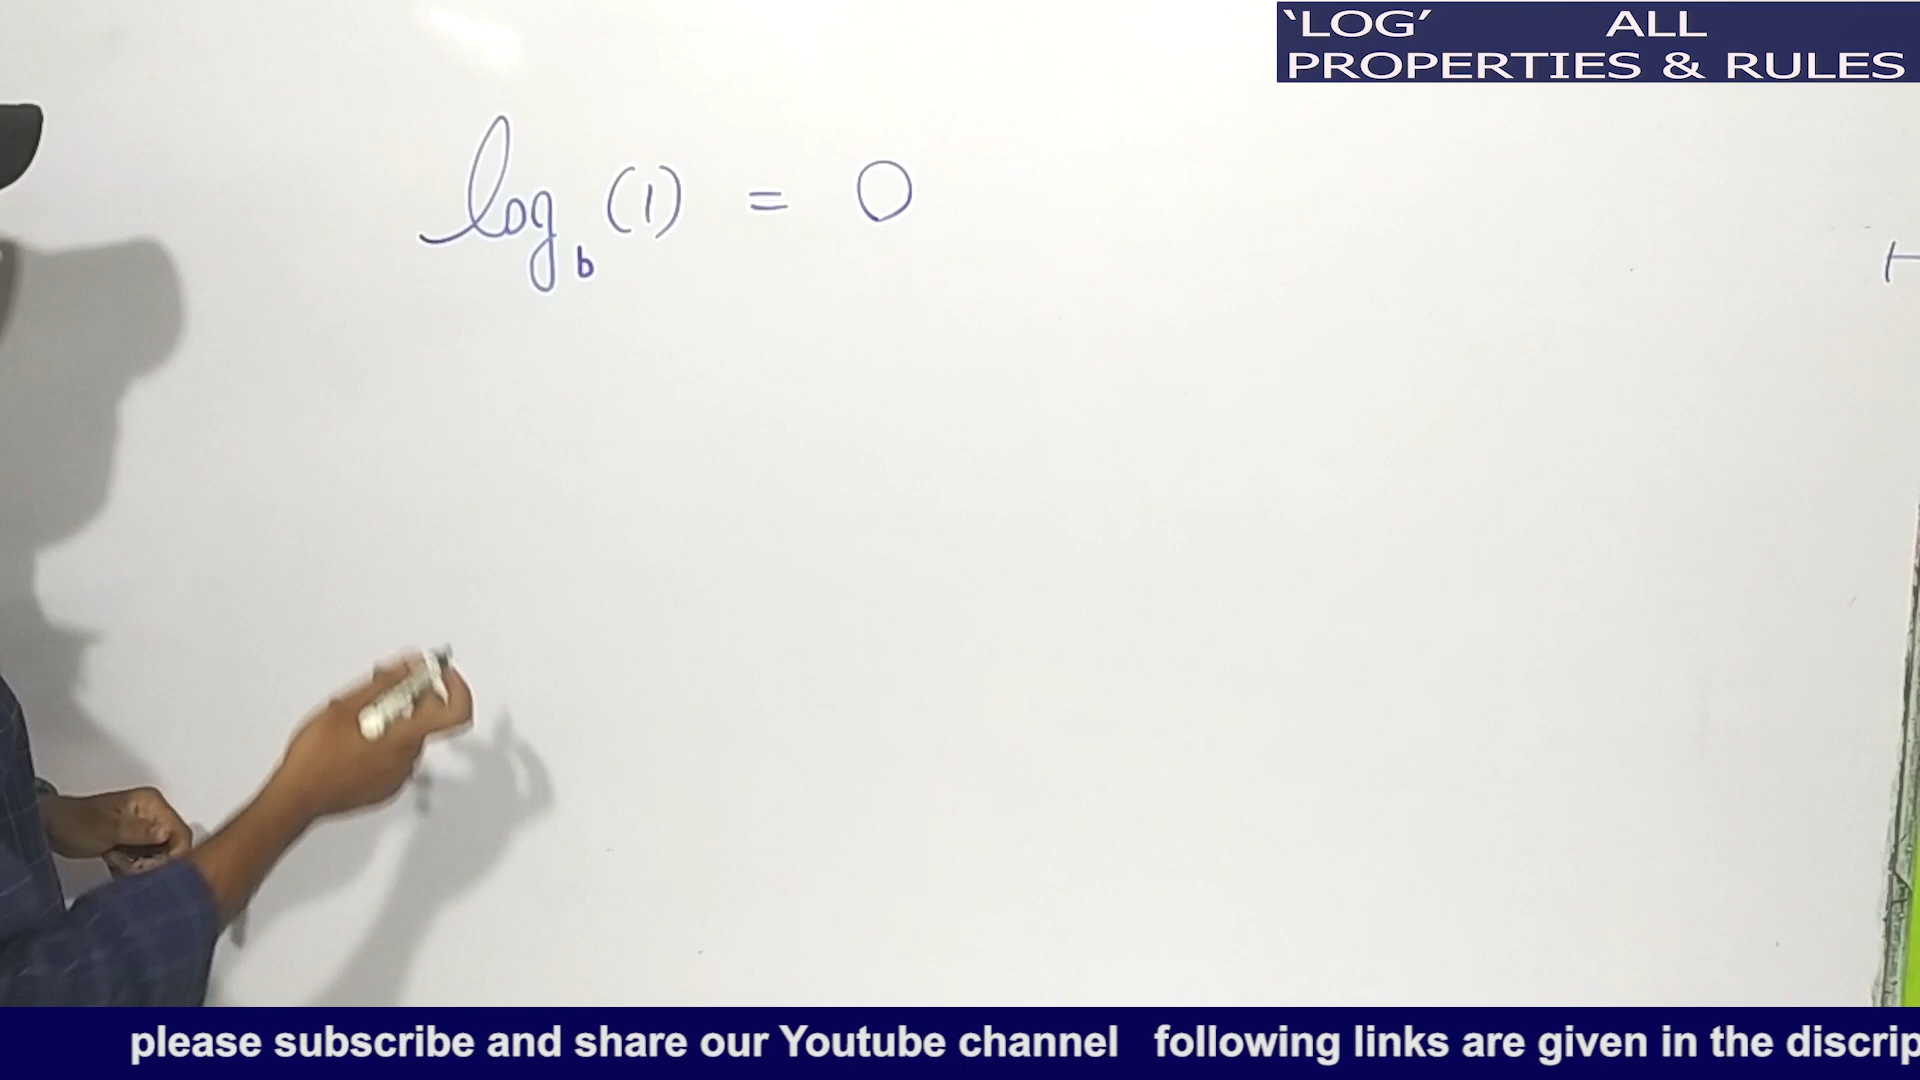 ‘LOG’ ALL
PROPERTIES & RULES
log_b (1) = 0
please subscribe and share our Youtube channel following links are given in the discrip